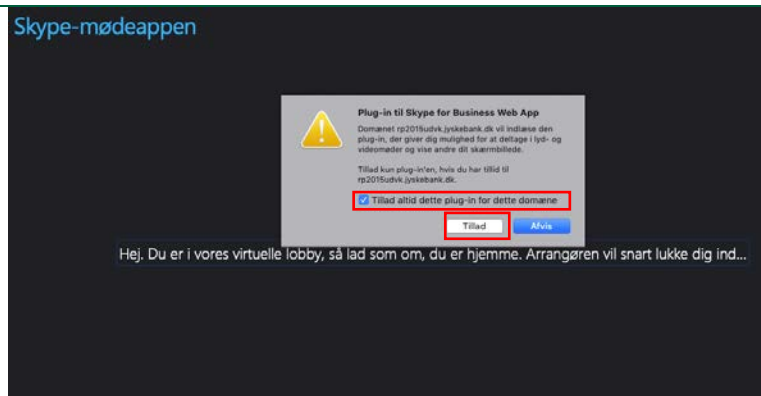 Skype-mødeappen
Plug-in til Skype for Business Web App
Domænet rp2015udvk.jyskebank.dk vil indlæse den
plug-in, der giver dig mulighed for at deltage i lyd- og
videomøder og vise andre dit skærmbillede.
Tillad kun plug-in'en, hvis du har tillid til
rp2015udvk.jyskebank.dk.
Tillad altid dette plug-in for dette domæne
Tillad Afvis
Hej. Du er i vores virtuelle lobby, så lad som om, du er hjemme. Arrangøren vil snart lukke dig ind...